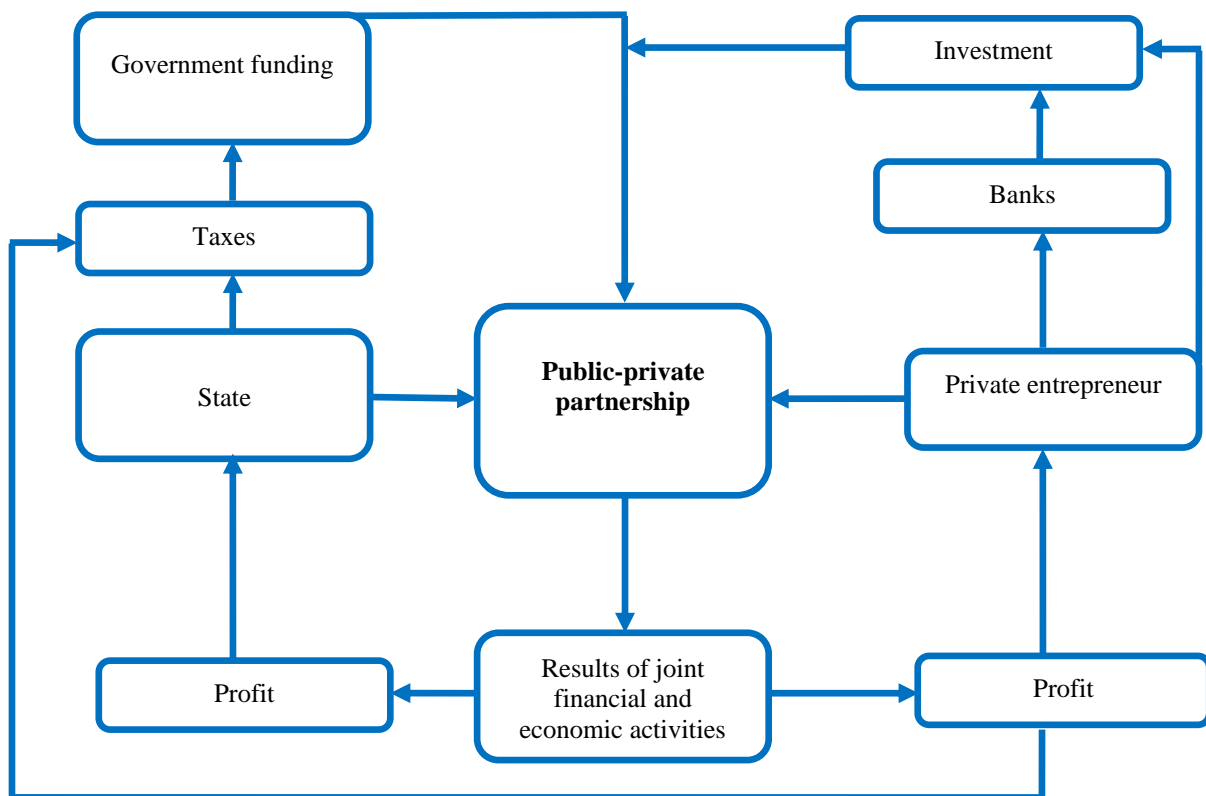 Government funding
Investment
Banks
Taxes
Public-private
partnership
Private entrepreneur
State
Results of joint
financial and
economic activities
Profit
Profit